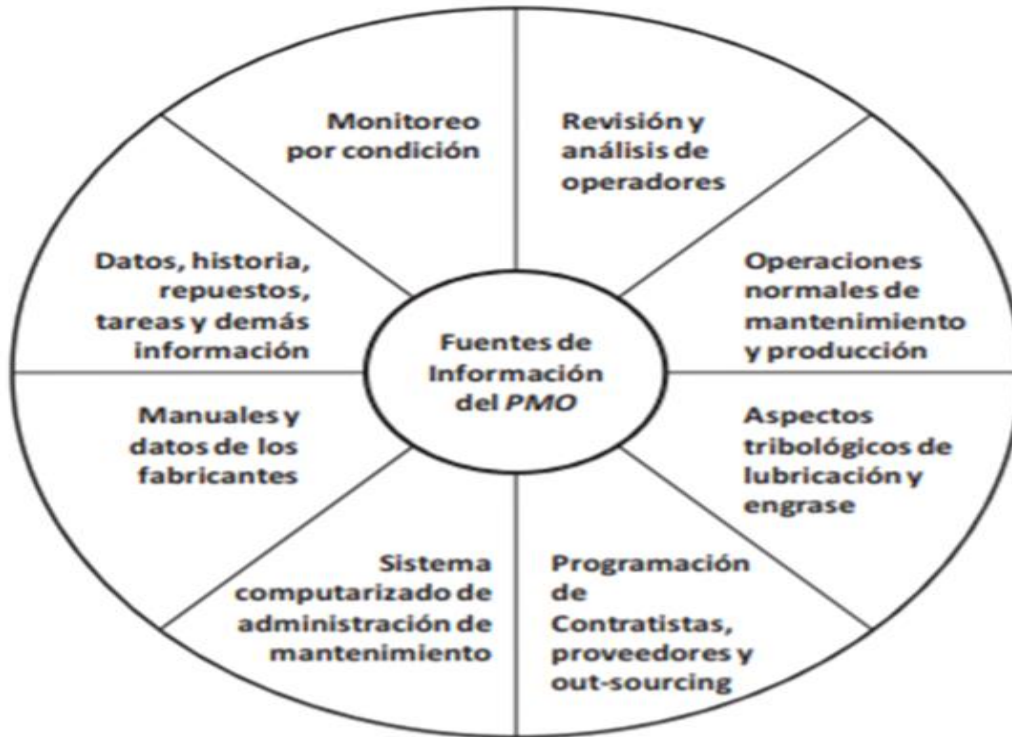 Monitoreo
por condición
Revisión y
análisis de
operadores
Datos, historia,
repuestos,
tareas y demás
información
Operaciones
normales de
mantenimiento
y producción
Fuentes de
Información
del PMO
Manuales y
datos de los
fabricantes
Aspectos
tribológicos de
lubricación y
engrase
Sistema
computarizado de
administración de
mantenimiento
Programación
de
Contratistas,
proveedores y
out-sourcing